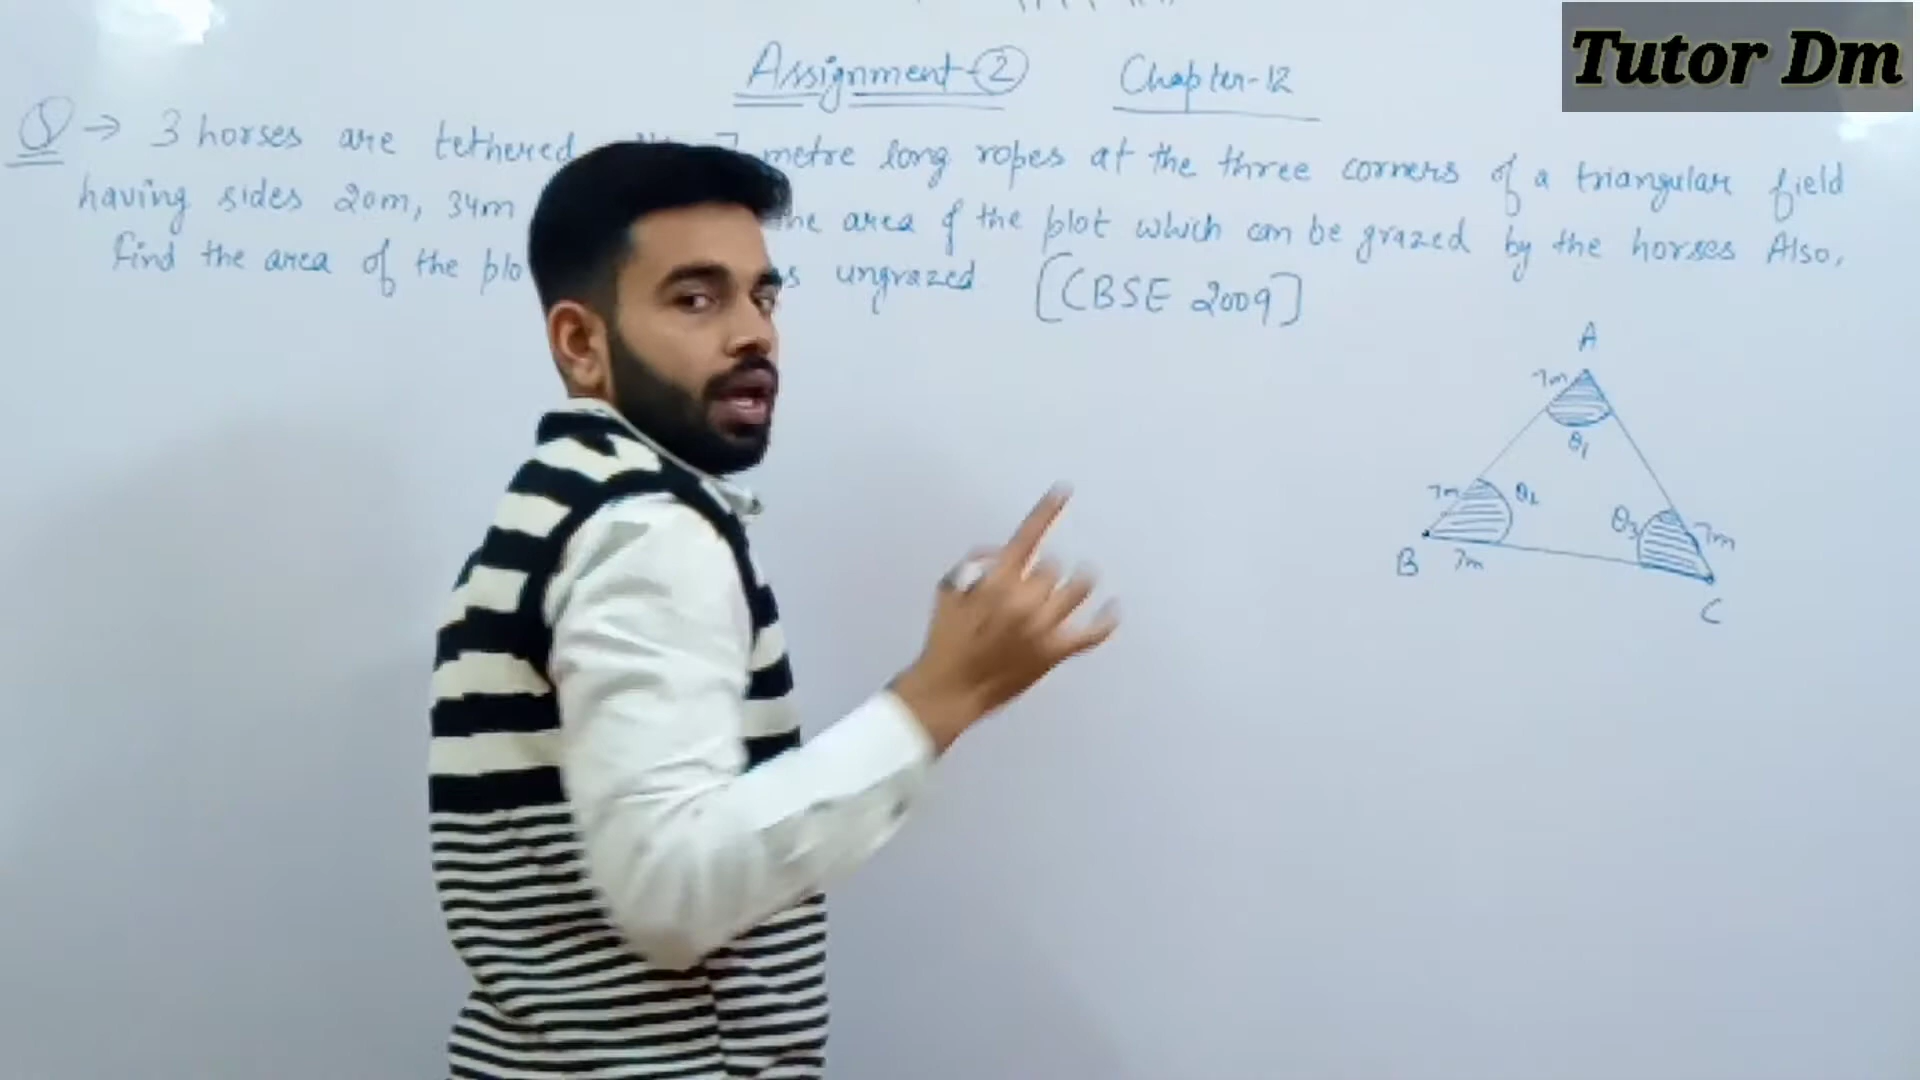 Tutor Dm
Assignment-② Chapter-12
Q → 3 horses are tethered 7 metre long ropes at the three corners of a triangular field
having sides 20m, 34m the area of the plot which can be grazed by the horses Also,
find the area of the plo s ungrazed [CBSE 2009]
A
7m
θ1
7m θ2
θ3 7m
B 7m
C